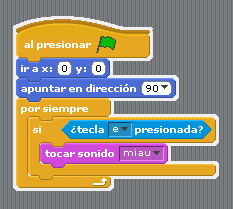 al presionar
ir a x: 0 y: 0
apuntar en dirección 90
por siempre
si ¿tecla e presionada?
tocar sonido miau